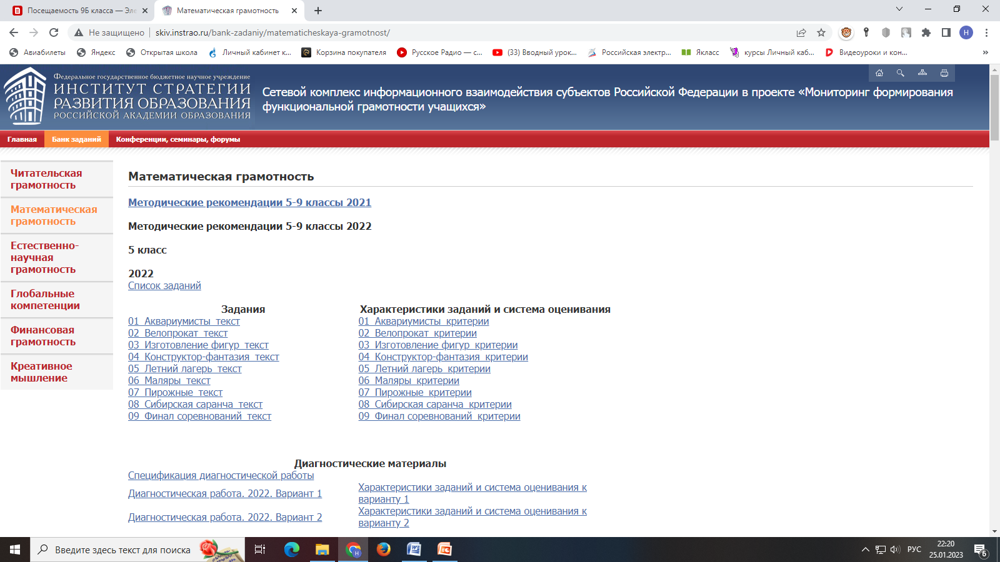 Посещаемость 9Б класса — Эле
Математическая грамотность
Не защищено
skiv.instrao.ru/bank-zadaniy/matematicheskaya-gramotnost/
Н
Авиабилеты
Яндекс
Открытая школа
Личный кабинет к...
Корзина покупателя
Русское Радио — с...
(33) Вводный урок...
Российская электр...
Якласс
курсы Личный каб...
Видеоуроки и кон...
»
Федеральное государственное бюджетное научное учреждение
ИНСТИТУТ СТРАТЕГИИ
РАЗВИТИЯ ОБРАЗОВАНИЯ
РОССИЙСКОЙ АКАДЕМИИ ОБРАЗОВАНИЯ
Сетевой комплекс информационного взаимодействия субъектов Российской Федерации в проекте «Мониторинг формирования
функциональной грамотности учащихся»
Главная
Банк заданий
Конференции, семинары, форумы
Читательская
грамотность
Математическая
грамотность
Естественно-
научная
грамотность
Глобальные
компетенции
Финансовая
грамотность
Креативное
мышление
Математическая грамотность
Методические рекомендации 5-9 классы 2021
Методические рекомендации 5-9 классы 2022
5 класс
2022
Список заданий
Задания
Характеристики заданий и система оценивания
01_Аквариумисты_текст
01_Аквариумисты_критерии
02_Велопрокат_текст
02_Велопрокат_критерии
03_Изготовление фигур_текст
03_Изготовление фигур_критерии
04_Конструктор-фантазия_текст
04_Конструктор-фантазия_критерии
05_Летний лагерь_текст
05_Летний лагерь_критерии
06_Маляры_текст
06_Маляры_критерии
07_Пирожные_текст
07_Пирожные_критерии
08_Сибирская саранча_текст
08_Сибирская саранча_критерии
09_Финал соревнований_текст
09_Финал соревнований_критерии
Диагностические материалы
Спецификация диагностической работы
Диагностическая работа. 2022. Вариант 1
Характеристики заданий и система оценивания к
варианту 1
Диагностическая работа. 2022. Вариант 2
Характеристики заданий и система оценивания к
варианту 2
Введите здесь текст для поиска
РУС
22:20
25.01.2023
6